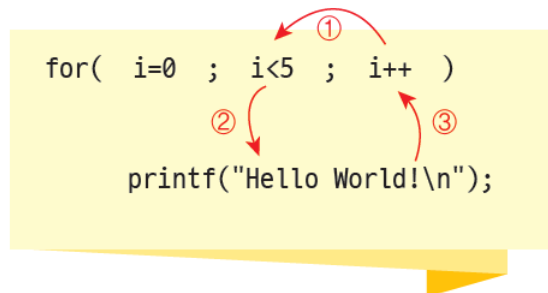 ①
for( i=0 ; i<5 ; i++ )
② ③
printf("Hello World!\n");